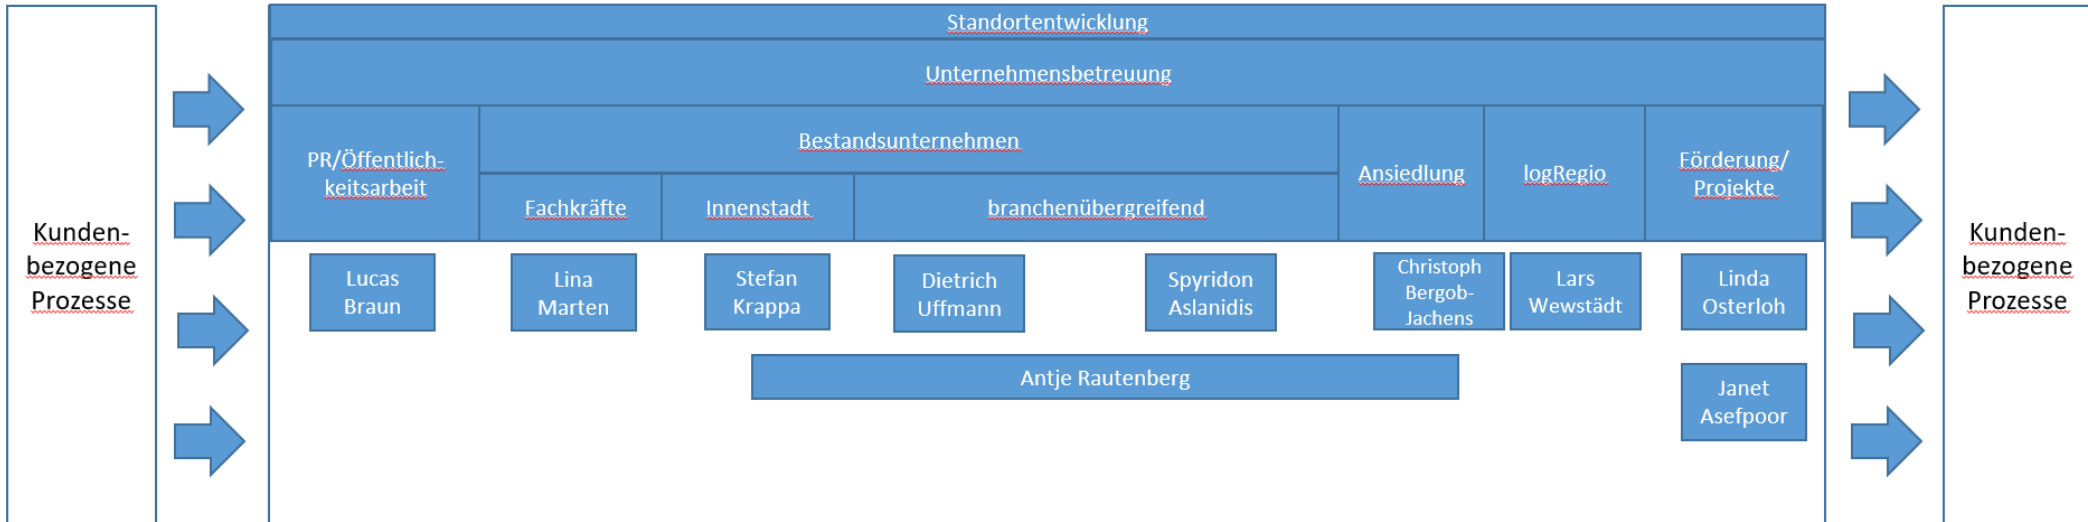 Standortentwicklung
Unternehmensbetreuung
PR/Öffentlich-
keitsarbeit
Bestandsunternehmen
Fachkräfte
Innenstadt
branchenübergreifend
Ansiedlung
logRegio
Förderung/
Projekte
Kunden-
bezogene
Prozesse
Lucas
Braun
Lina
Marten
Stefan
Krappa
Dietrich
Uffmann
Spyridon
Aslanidis
Christoph
Bergob-
Jachens
Lars
Wewstädt
Linda
Osterloh
Antje Rautenberg
Janet
Asefpoor
Kunden-
bezogene
Prozesse